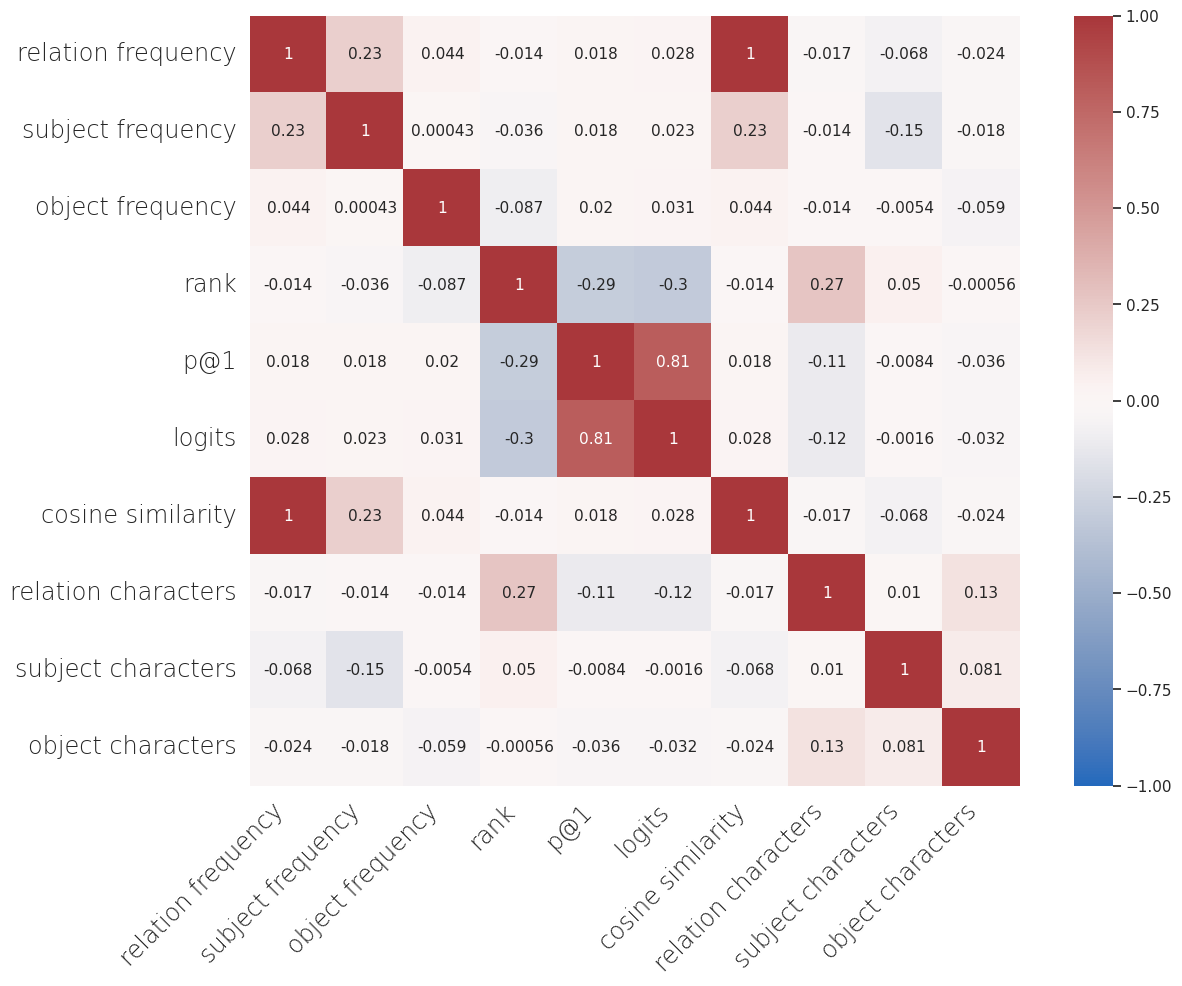 relation frequency 1 0.23 0.044 -0.014 0.018 0.028 1 -0.017 -0.068 -0.024
subject frequency 0.23 1 0.00043 -0.036 0.018 0.023 0.23 -0.014 -0.15 -0.018
object frequency 0.044 0.00043 1 -0.087 0.02 0.031 0.044 -0.014 -0.0054 -0.059
rank -0.014 -0.036 -0.087 1 -0.29 -0.3 -0.014 0.27 0.05 -0.00056
p@1 0.018 0.018 0.02 -0.29 1 0.81 0.018 -0.11 -0.0084 -0.036
logits 0.028 0.023 0.031 -0.3 0.81 1 0.028 -0.12 -0.0016 -0.032
cosine similarity 1 0.23 0.044 -0.014 0.018 0.028 1 -0.017 -0.068 -0.024
relation characters -0.017 -0.014 -0.014 0.27 -0.11 -0.12 -0.017 1 0.01 0.13
subject characters -0.068 -0.15 -0.0054 0.05 -0.0084 -0.0016 -0.068 0.01 1 0.081
object characters -0.024 -0.018 -0.059 -0.00056 -0.036 -0.032 -0.024 0.13 0.081 1
relation frequency
subject frequency
object frequency
rank
p@1
logits
cosine similarity
relation characters
subject characters
object characters
1.00
0.75
0.50
0.25
0.00
−0.25
−0.50
−0.75
−1.00